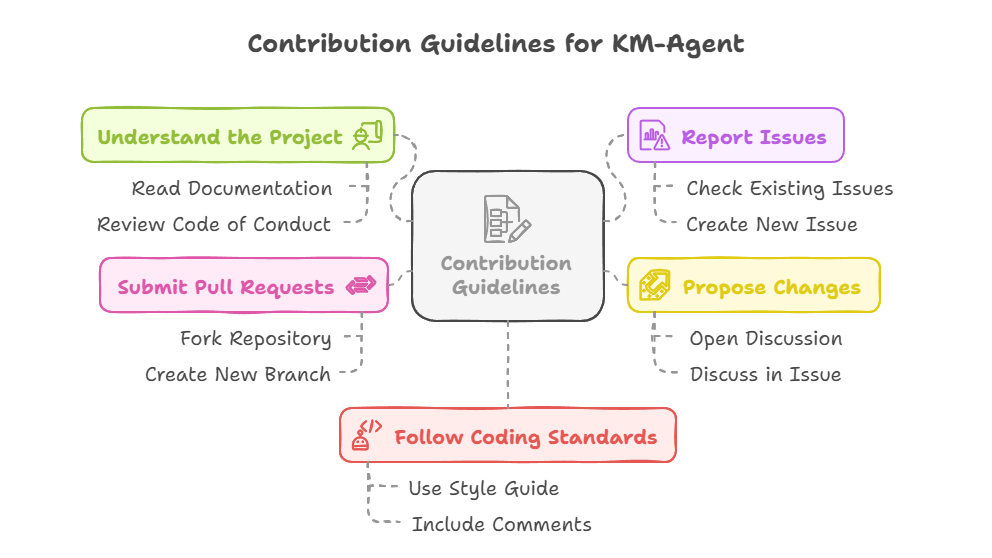 Contribution Guidelines for KM-Agent
Understand the Project
Read Documentation
Review Code of Conduct
Submit Pull Requests
Fork Repository
Create New Branch
Contribution
Guidelines
Report Issues
Check Existing Issues
Create New Issue
Propose Changes
Open Discussion
Discuss in Issue
</>
Follow Coding Standards
Use Style Guide
Include Comments